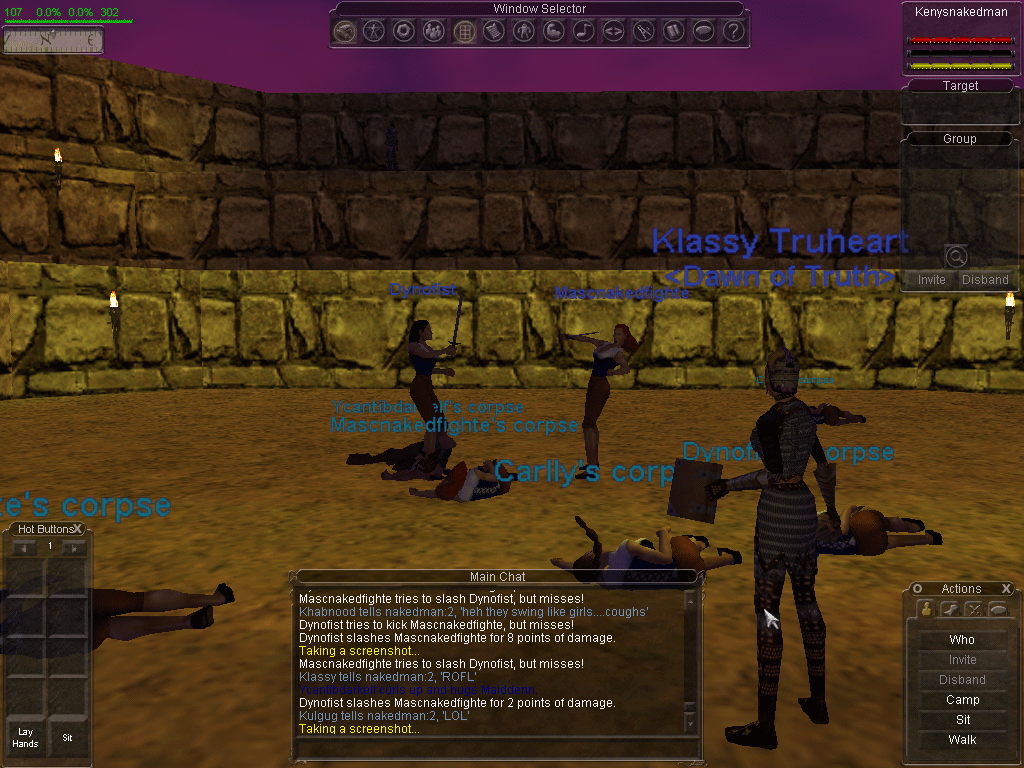 107 0.0% 0.0% 302
Window Selector
N
E
Kenysnakedman
Target
Group
Invite Disband
Klassy Truheart
<Dawn of Truth>
Dynofist
Mascnakedfighte
Mascnakedfighte's corpse
Carlly's corp
Dynof orpse
te's corpse
Hot Buttons X
1
Lay Hands
Sit
Main Chat
Mascnakedfighte tries to slash Dynofist, but misses!
Khabnood tells nakedman:2, 'heh they swing like girls....coughs'
Dynofist tries to kick Mascnakedfighte, but misses!
Dynofist slashes Mascnakedfighte for 8 points of damage.
Taking a screenshot...
Mascnakedfighte tries to slash Dynofist, but misses!
Klassy tells nakedman:2, 'ROFL'
Dynofist slashes Mascnakedfighte for 2 points of damage.
Kulgug tells nakedman:2, 'LOL'
Taking a screenshot...
Actions X
Who
Invite
Disband
Camp
Sit
Walk